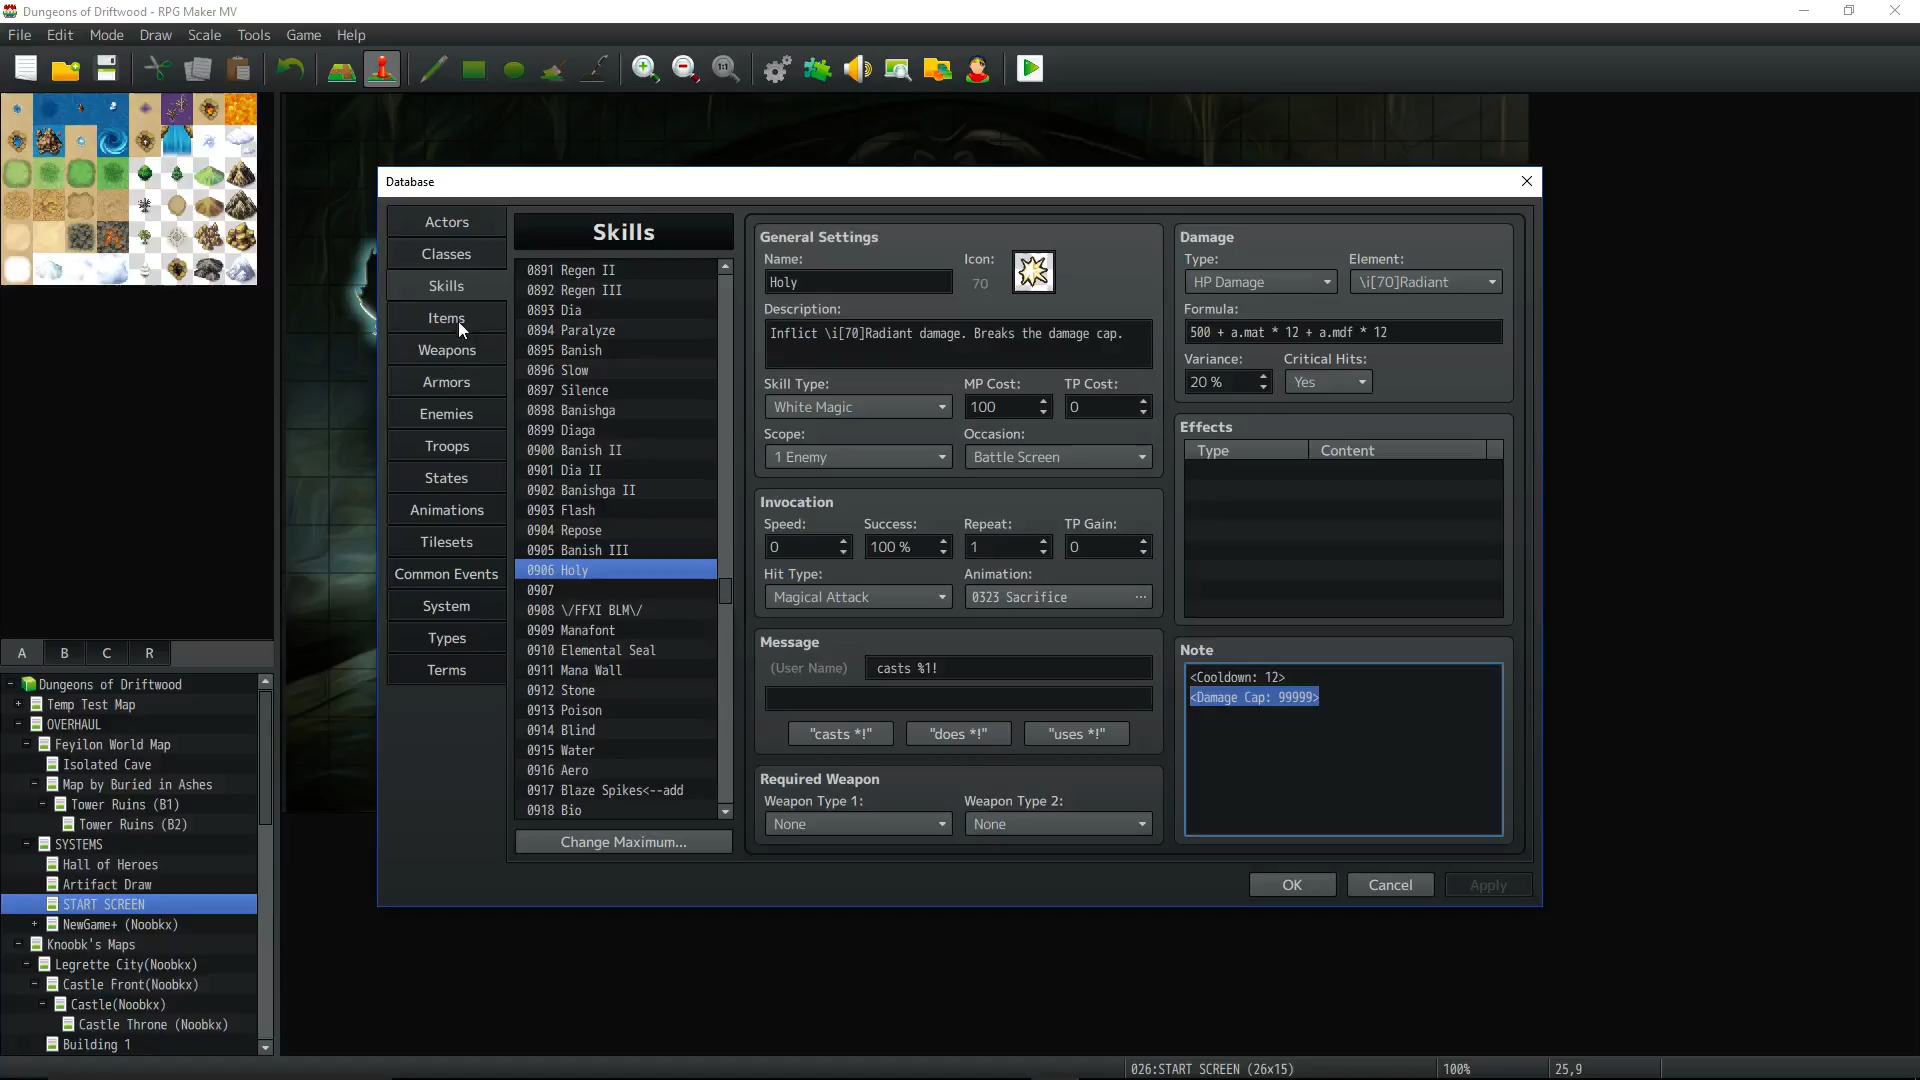 Dungeons of Driftwood - RPG Maker MV
File Edit Mode Draw Scale Tools Game Help
1:1
Database
Actors
Classes
Skills
Items
Weapons
Armors
Enemies
Troops
States
Animations
Tilesets
Common Events
System
Types
Terms
Skills
0891 Regen II
0892 Regen III
0893 Dia
0894 Paralyze
0895 Banish
0896 Slow
0897 Silence
0898 Banishga
0899 Diaga
0900 Banish II
0901 Dia II
0902 Banishga II
0903 Flash
0904 Repose
0905 Banish III
0906 Holy
0907
0908 \/FFXI BLM\/
0909 Manafont
0910 Elemental Seal
0911 Mana Wall
0912 Stone
0913 Poison
0914 Blind
0915 Water
0916 Aero
0917 Blaze Spikes<--add
0918 Bio
Change Maximum...
General Settings
Name: Icon:
Holy 70
Description:
Inflict \i[70]Radiant damage. Breaks the damage cap.
Skill Type: MP Cost: TP Cost:
White Magic 100 0
Scope: Occasion:
1 Enemy Battle Screen
Invocation
Speed: Success: Repeat: TP Gain:
0 100 % 1 0
Hit Type: Animation:
Magical Attack 0323 Sacrifice ...
Message
(User Name) casts %1!
"casts *!" "does *!" "uses *!"
Required Weapon
Weapon Type 1: Weapon Type 2:
None None
Damage
Type: Element:
HP Damage \i[70]Radiant
Formula:
500 + a.mat * 12 + a.mdf * 12
Variance: Critical Hits:
20 % Yes
Effects
Type Content
Note
<Cooldown: 12>
<Damage Cap: 99999>
OK Cancel Apply
A B C R
Dungeons of Driftwood
Temp Test Map
OVERHAUL
Feyilon World Map
Isolated Cave
Map by Buried in Ashes
Tower Ruins (B1)
Tower Ruins (B2)
SYSTEMS
Hall of Heroes
Artifact Draw
START SCREEN
NewGame+ (Noobkx)
Knoobk's Maps
Legrette City(Noobkx)
Castle Front(Noobkx)
Castle(Noobkx)
Castle Throne (Noobkx)
Building 1
026:START SCREEN (26x15) 100% 25,9